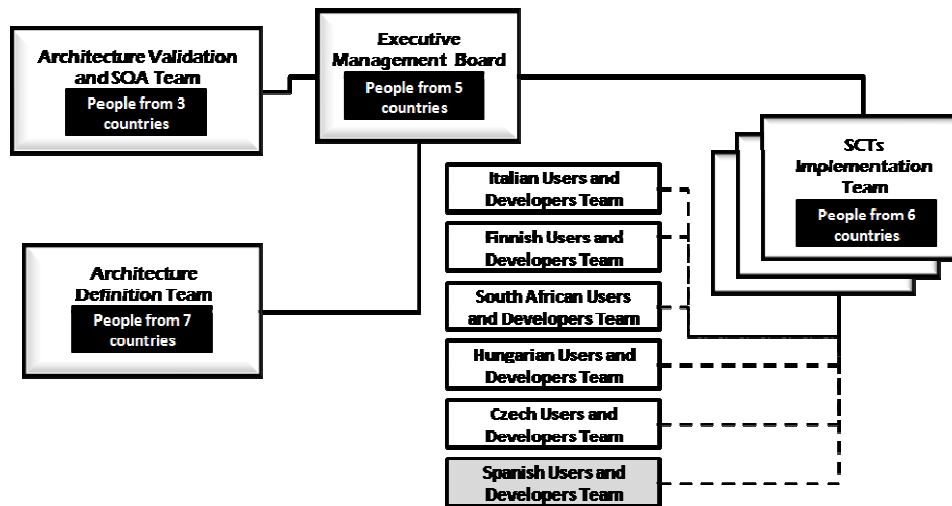 Architecture Validation
and SQA Team
People from 3
countries
Executive
Management Board
People from 5
countries
SCTs
Implementation
Team
People from 6
countries
Architecture
Definition Team
People from 7
countries
Italian Users and
Developers Team
Finnish Users and
Developers Team
South African Users
and Developers Team
Hungarian Users and
Developers Team
Czech Users and
Developers Team
Spanish Users and
Developers Team